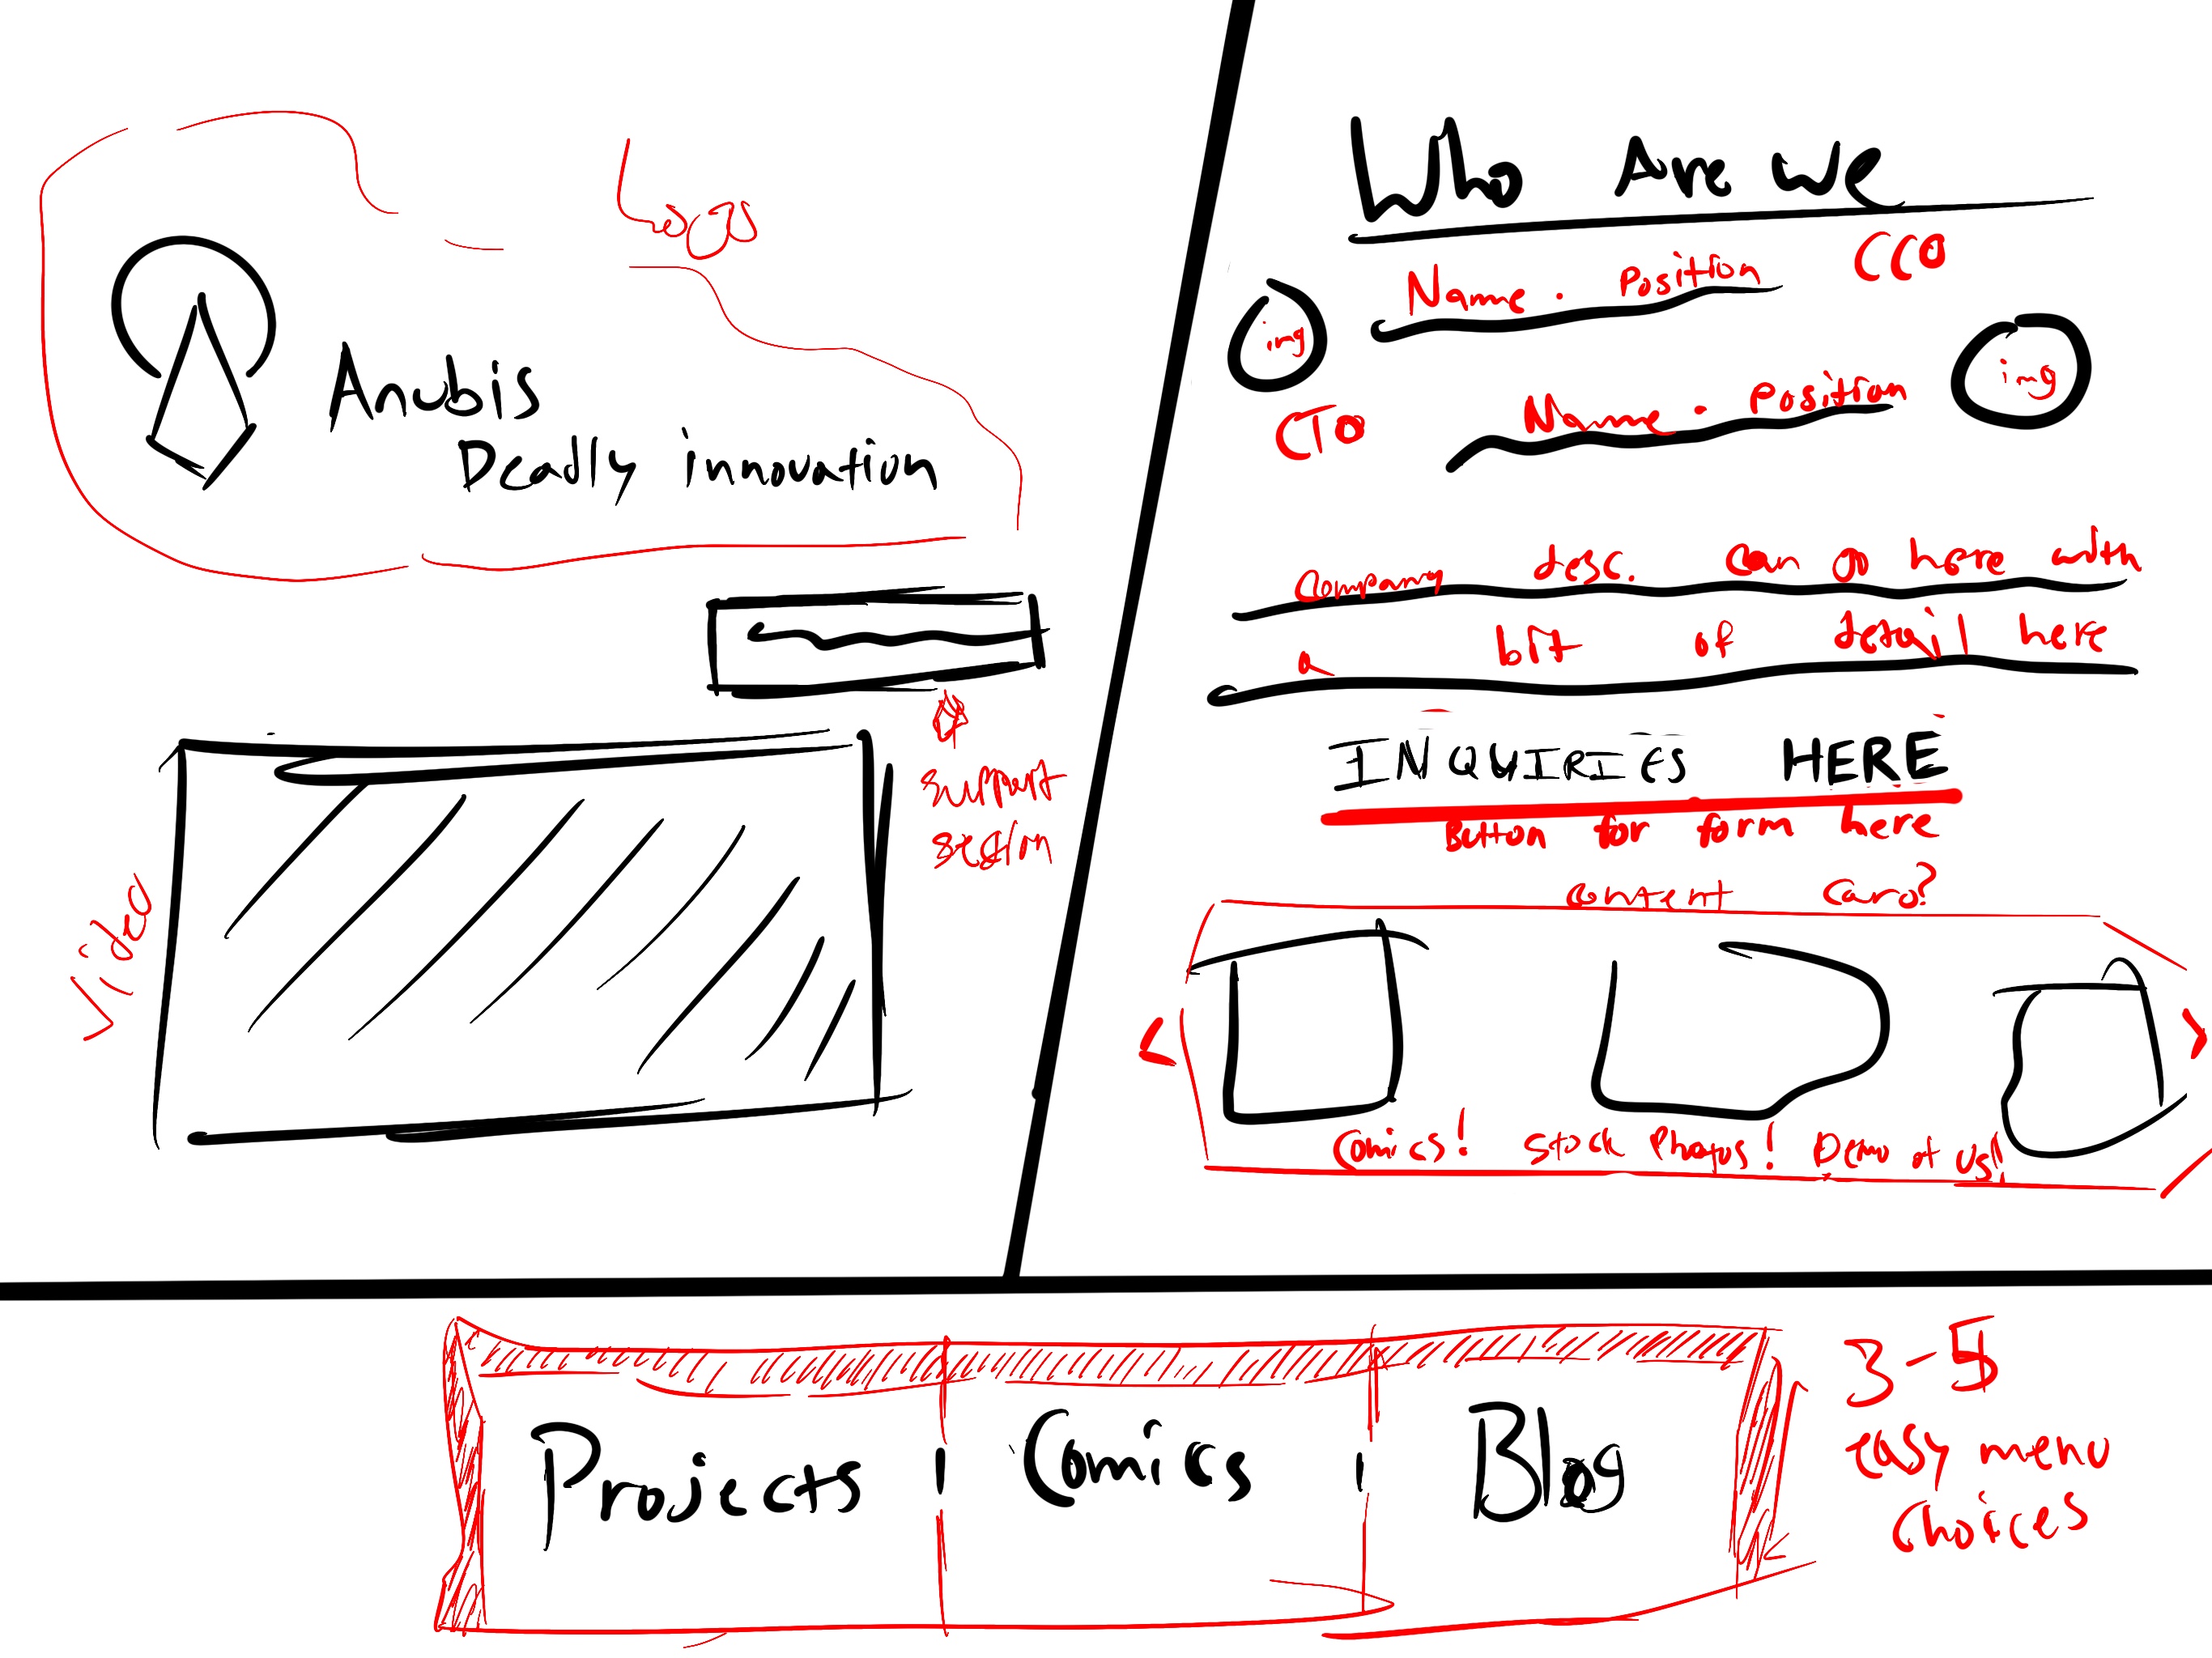 Logo
Anubis
Deadly innovation
support
Video
Who Are We
Name. Position CCO
img
img
CTO Name. Position
Company desc. can go here with
a bit of detail here
INQUIRIES HERE
Button for form here
content Caro?
Comics! Stock Photos! Demo of us!!
Projects | Comics | Blog
3-5
easy menu
choices